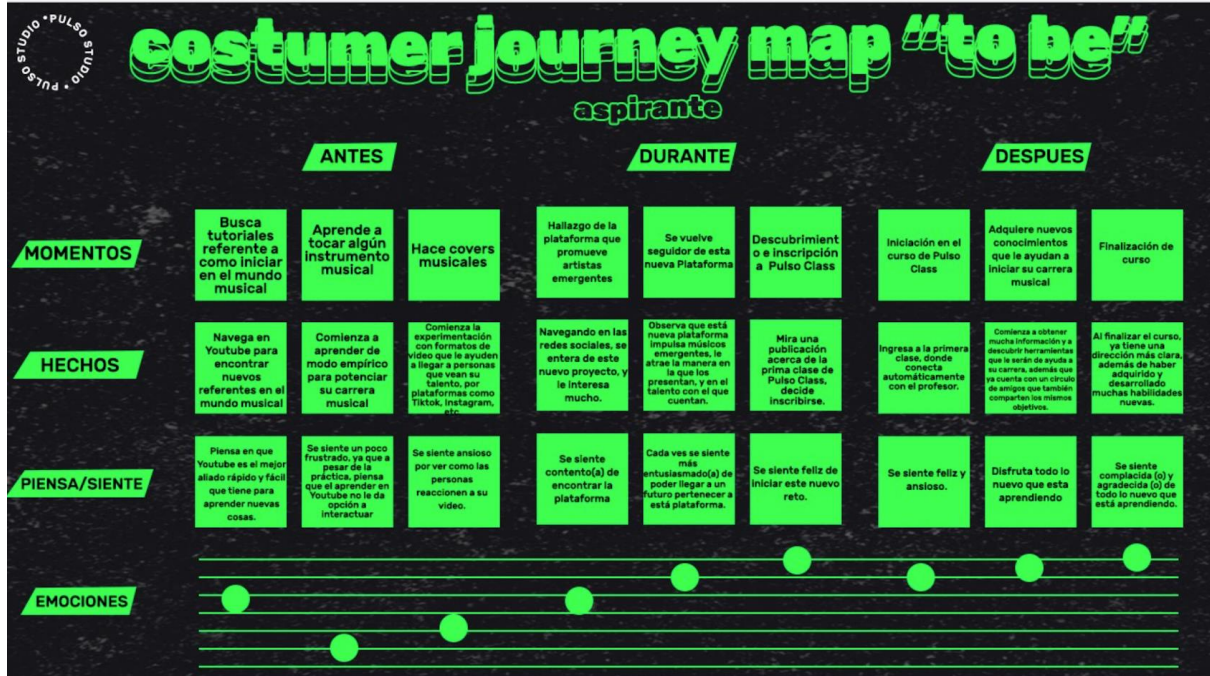 PULSO STUDIO • PULSO STUDIO •
costumer journey map "to be"
aspirante
ANTES
DURANTE
DESPUES
MOMENTOS
Busca
tutoriales
referente a
como iniciar
en el mundo
musical
Aprende a
tocar algún
instrumento
musical
Hace covers
musicales
Hallazgo de la
plataforma que
promueve
artistas
emergentes
Se vuelve
seguidor de esta
nueva Plataforma
Descubrimient
o e inscripción
a Pulso Class
Iniciación en el
curso de Pulso
Class
Adquiere nuevos
conocimientos
que le ayudan a
iniciar su carrera
musical
Finalización de
curso
HECHOS
Navega en
Youtube para
encontrar
nuevos
referentes en el
mundo musical
Comienza a
aprender de
modo empírico
para potenciar
su carrera
musical
Comienza la
experimentación
con formatos de
video que le ayuden
a llegar a personas
que vean su
talento, por
plataformas como
Tiktok, Instagram,
etc
Navegando en las
redes sociales, se
entera de este
nuevo proyecto, y
le interesa
mucho.
Observa que está
nueva plataforma
impulsa músicos
emergentes, le
atrae la manera en
la que los
presentan, y en el
talento con el que
cuentan.
Mira una
publicación
acerca de la
prima clase de
Pulso Class,
decide
inscribirse.
Ingresa a la primera
clase, donde
conecta
automáticamente
con el profesor.
Comienza a obtener
mucha información y a
descubrir herramientas
que le serán de ayuda a
su carrera, además que
ya cuenta con un circulo
de amigos que también
comparten los mismos
objetivos.
Al finalizar el curso,
ya tiene una
dirección más clara,
además de haber
adquirido y
desarrollado
muchas habilidades
nuevas.
PIENSA/SIENTE
Piensa en que
Youtube es el mejor
aliado rápido y fácil
que tiene para
aprender nuevas
cosas.
Se siente un poco
frustrado, ya que a
pesar de la
práctica, piensa
que el aprender en
Youtube no le da
opción a
interactuar
Se siente ansioso
por ver como las
personas
reaccionen a su
video.
Se siente
contento(a) de
encontrar la
plataforma
Cada ves se siente
más
entusiasmado(a) de
poder llegar a un
futuro pertenecer a
está plataforma.
Se siente feliz de
iniciar este nuevo
reto.
Se siente feliz y
ansioso.
Disfruta todo lo
nuevo que esta
aprendiendo
Se siente
complacida (o) y
agradecida (o) de
todo lo nuevo que
está aprendiendo.
EMOCIONES